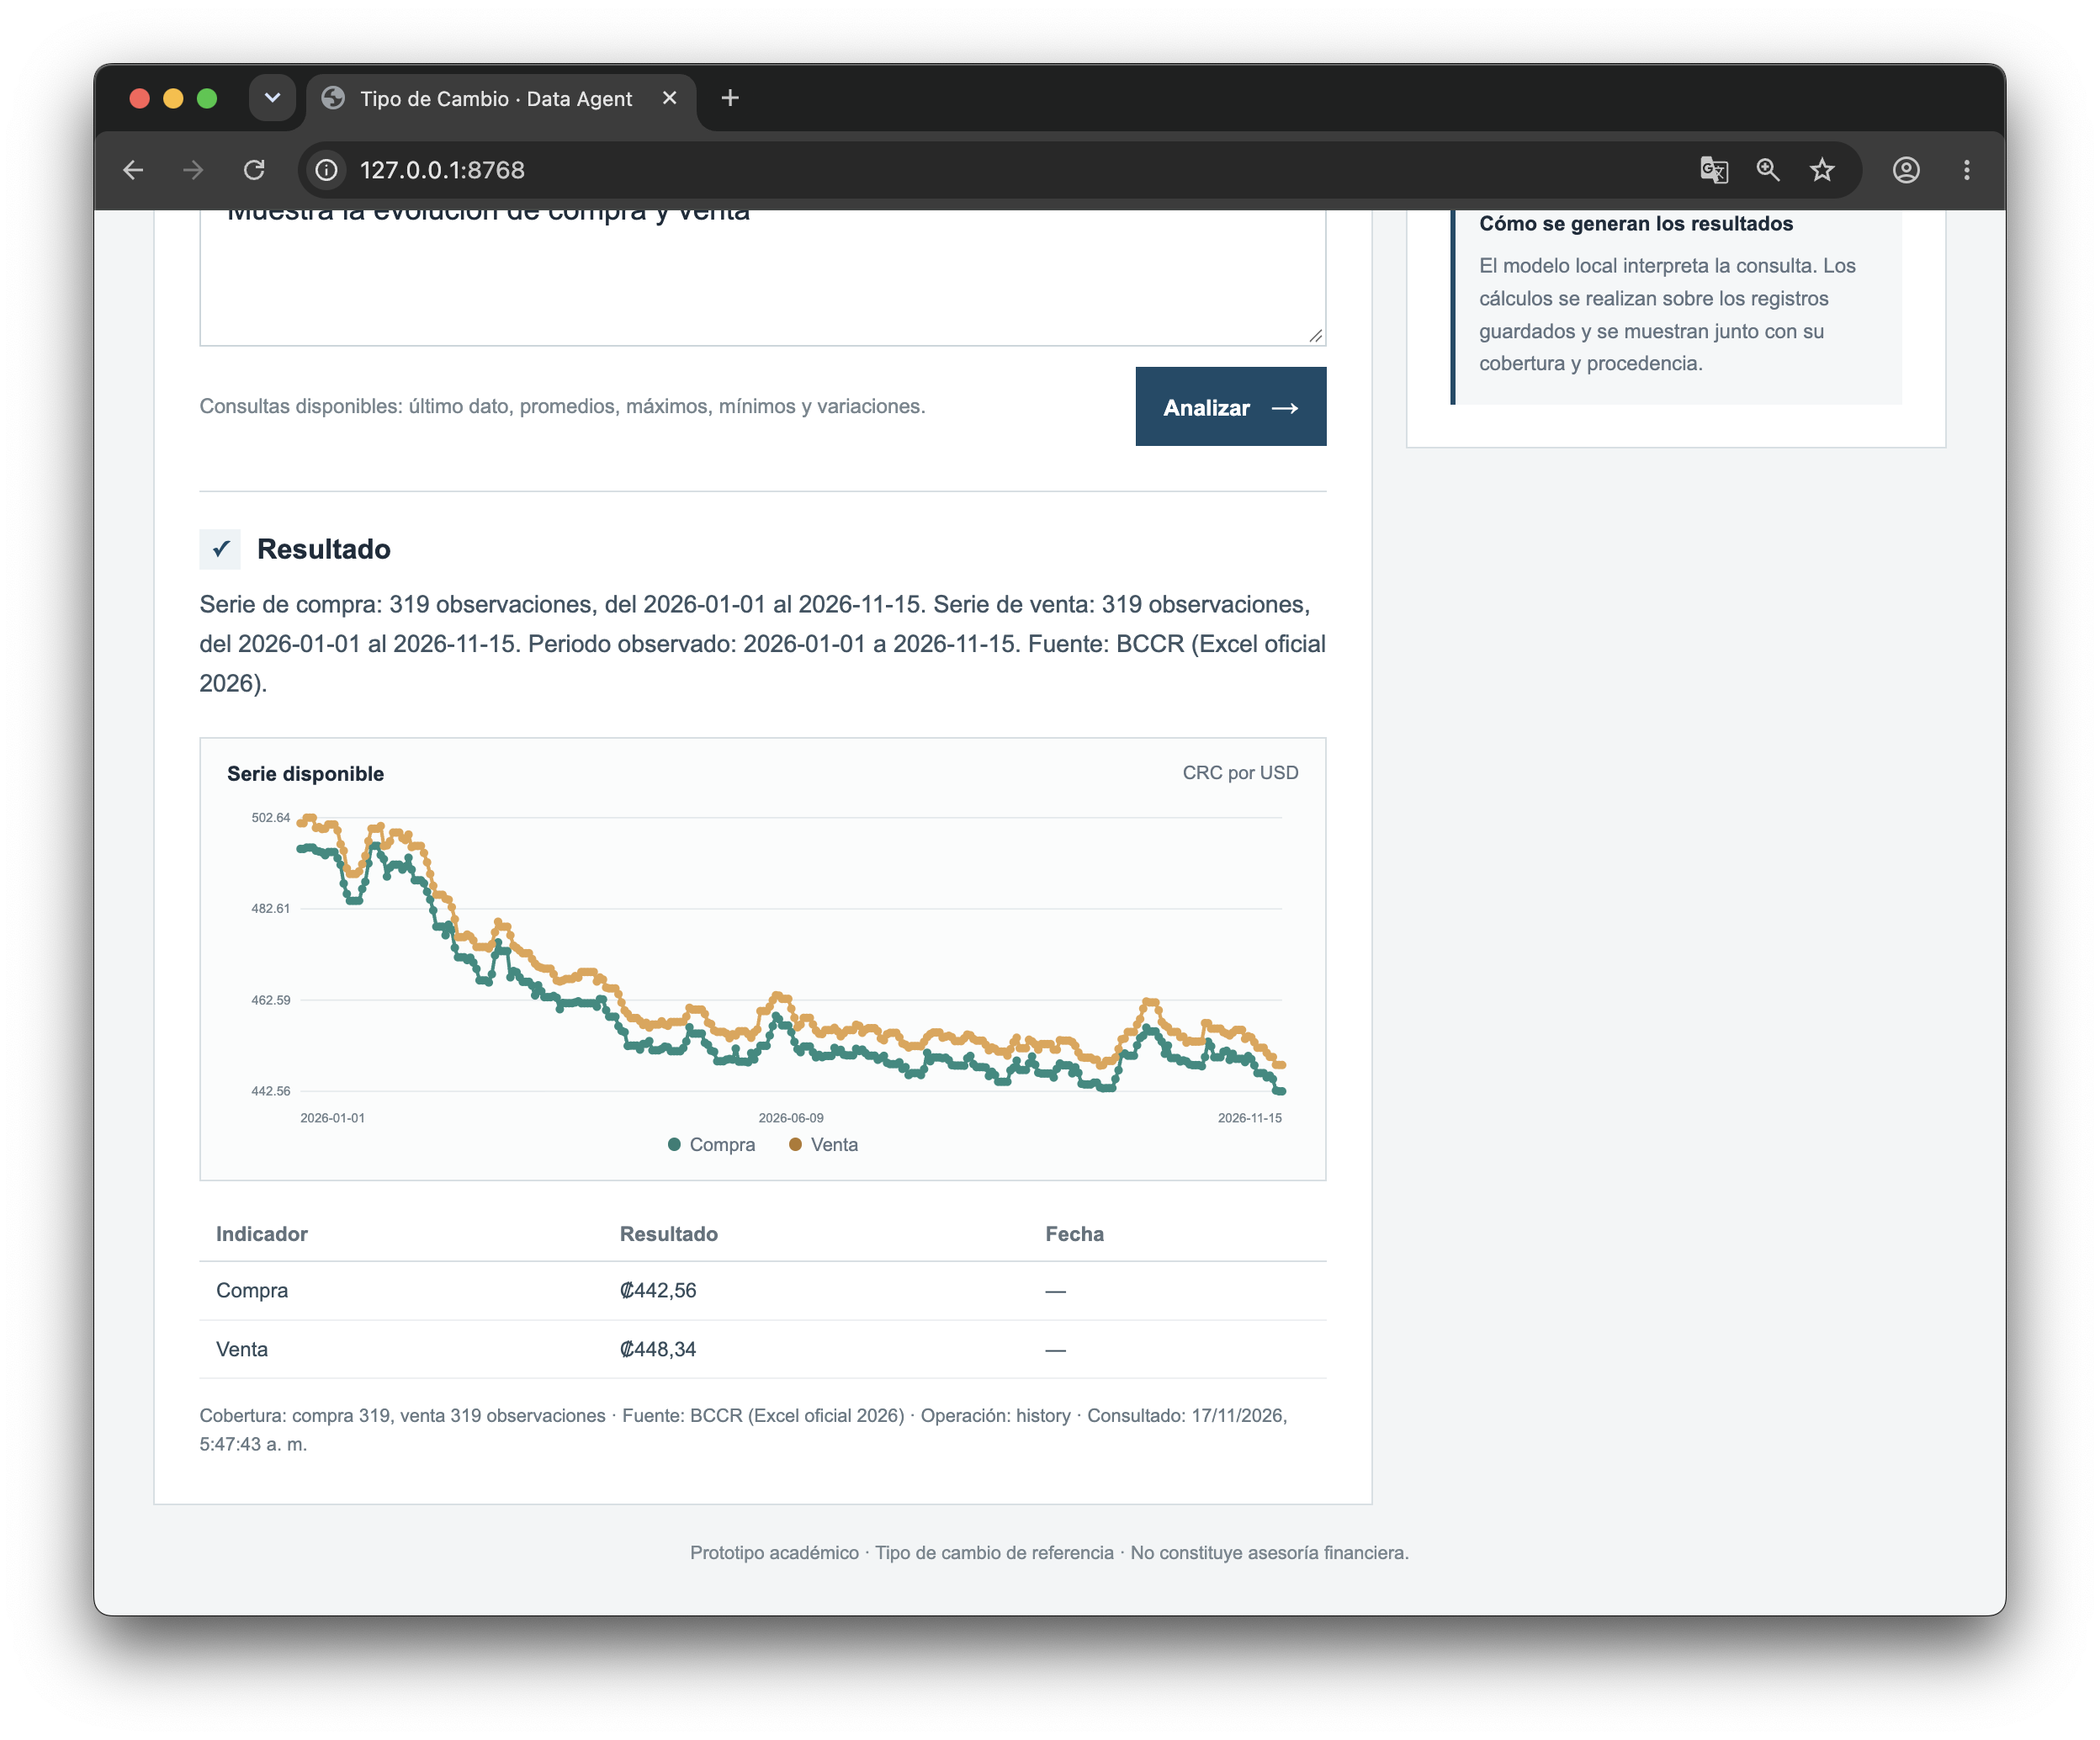 Tipo de Cambio · Data Agent
127.0.0.1:8768
Muestra la evolución de compra y venta
Consultas disponibles: último dato, promedios, máximos, mínimos y variaciones.
Analizar →
Cómo se generan los resultados
El modelo local interpreta la consulta. Los
cálculos se realizan sobre los registros
guardados y se muestran junto con su
cobertura y procedencia.
Resultado
Serie de compra: 319 observaciones, del 2026-01-01 al 2026-11-15. Serie de venta: 319 observaciones,
del 2026-01-01 al 2026-11-15. Periodo observado: 2026-01-01 a 2026-11-15. Fuente: BCCR (Excel oficial
2026).
Serie disponible
CRC por USD
502.64
482.61
462.59
442.56
2026-01-01 2026-06-09 2026-11-15
Compra Venta
Indicador Resultado Fecha
Compra ₡442,56 —
Venta ₡448,34 —
Cobertura: compra 319, venta 319 observaciones · Fuente: BCCR (Excel oficial 2026) · Operación: history · Consultado: 17/11/2026,
5:47:43 a. m.
Prototipo académico · Tipo de cambio de referencia · No constituye asesoría financiera.